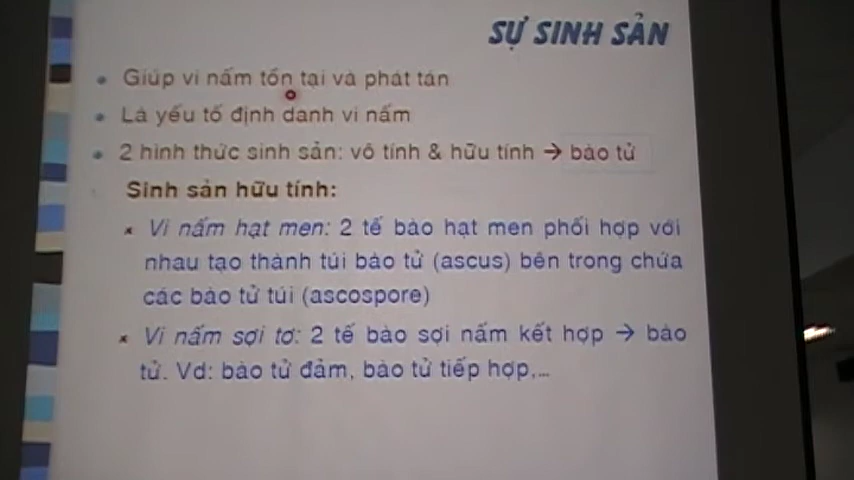 SỰ SINH SẢN
• Giúp vi nấm tồn tại và phát tán
• Là yếu tố định danh vi nấm
• 2 hình thức sinh sản: vô tính & hữu tính → bào tử
Sinh sản hữu tính:
× Vi nấm hạt men: 2 tế bào hạt men phối hợp với
nhau tạo thành túi bào tử (ascus) bên trong chứa
các bào tử túi (ascospore)
× Vi nấm sợi tơ: 2 tế bào sợi nấm kết hợp → bào
tử. Vd: bào tử đảm, bào tử tiếp hợp,...